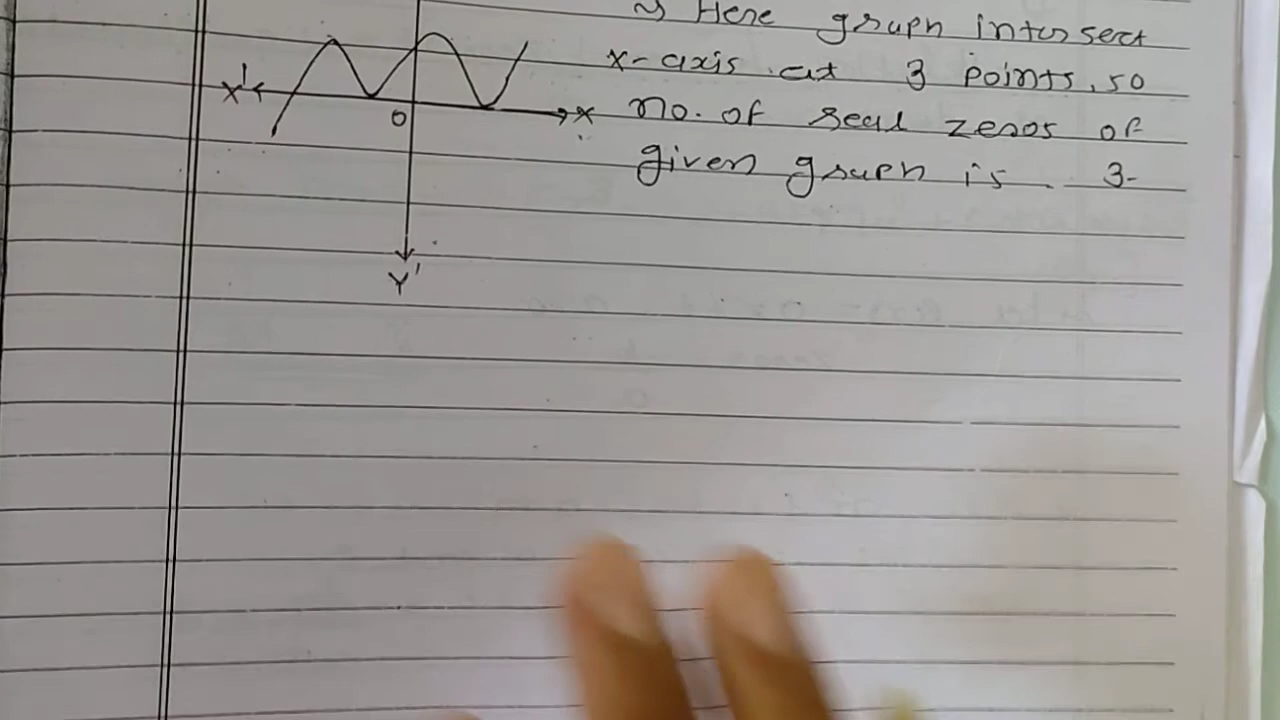 ~ Here graph intersect
x-axis at 3 points, so
no. of real zeros of
given graph is 3.
X'
O
X
Y'